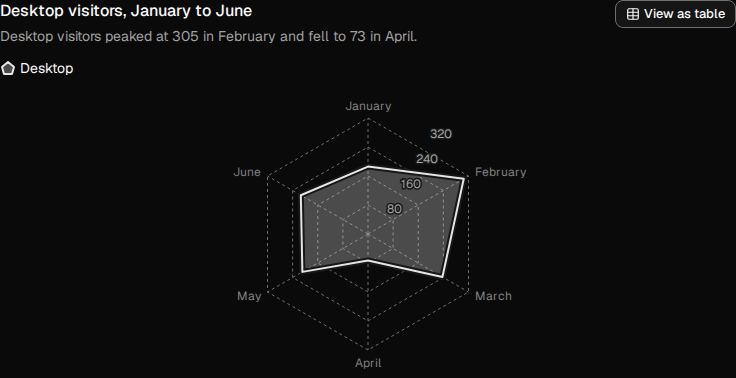 Desktop visitors, January to June
View as table
Desktop visitors peaked at 305 in February and fell to 73 in April.
Desktop
January
320
240
June
February
160
80
May
March
April